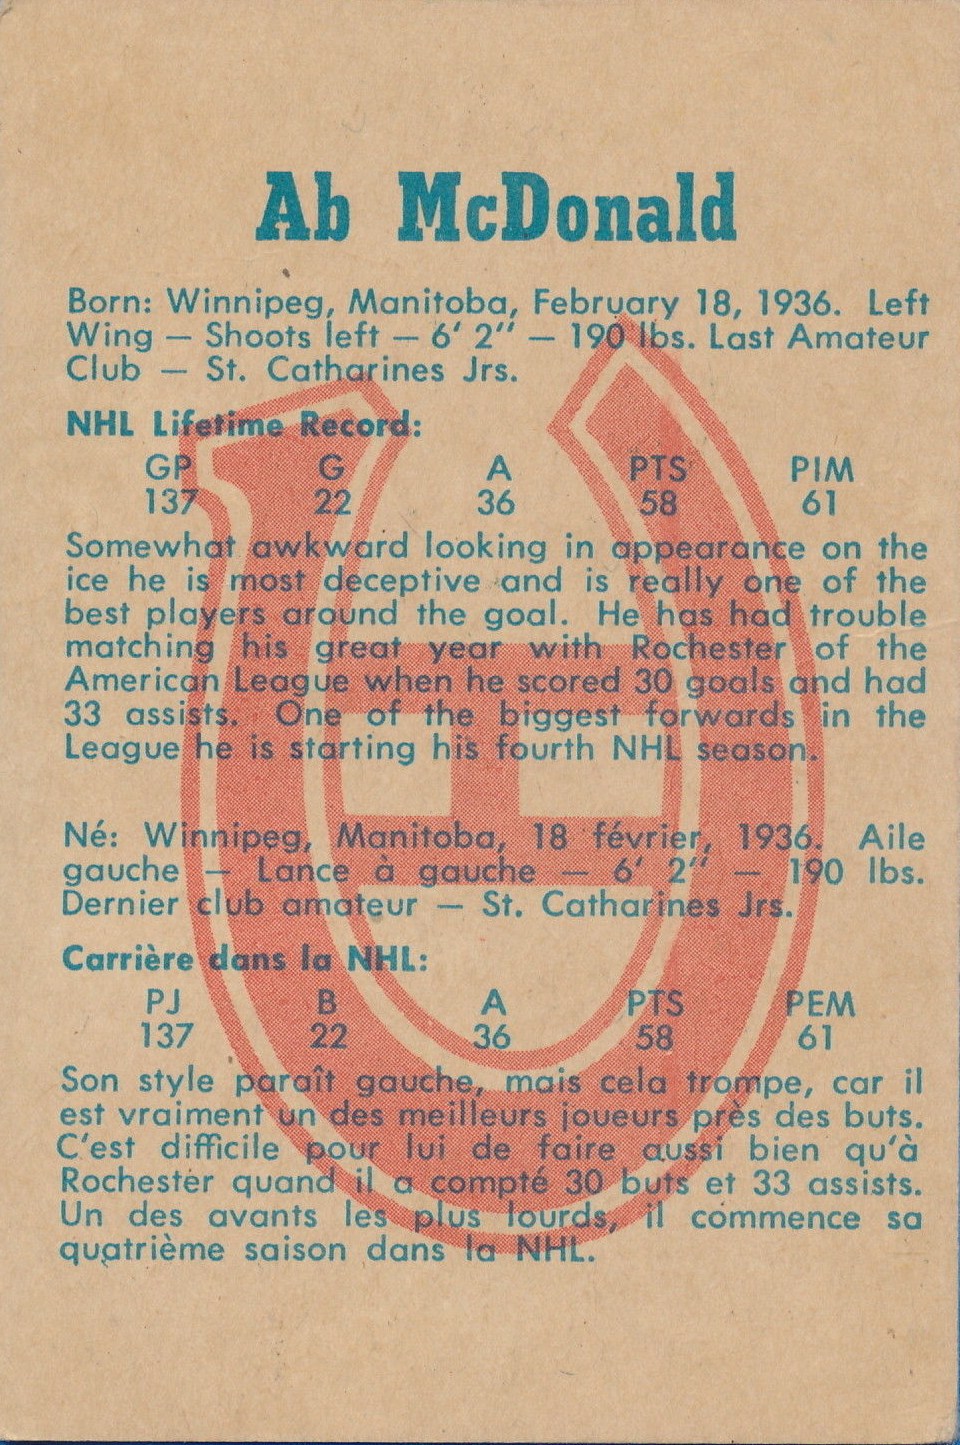 Ab McDonald
Born: Winnipeg, Manitoba, February 18, 1936. Left
Wing — Shoots left — 6′ 2″ — 190 lbs. Last Amateur
Club — St. Catharines Jrs.
NHL Lifetime Record:
GP G A PTS PIM
137 22 36 58 61
Somewhat awkward looking in appearance on the
ice he is most deceptive and is really one of the
best players around the goal. He has had trouble
matching his great year with Rochester of the
American League when he scored 30 goals and had
33 assists. One of the biggest forwards in the
League he is starting his fourth NHL season.
Né: Winnipeg, Manitoba, 18 février, 1936. Aile
gauche — Lance à gauche — 6′ 2″ — 190 lbs.
Dernier club amateur — St. Catharines Jrs.
Carrière dans la NHL:
PJ B A PTS PEM
137 22 36 58 61
Son style paraît gauche, mais cela trompe, car il
est vraiment un des meilleurs joueurs près des buts.
C'est difficile pour lui de faire aussi bien qu'à
Rochester quand il a compté 30 buts et 33 assists.
Un des avants les plus lourds, il commence sa
quatrième saison dans la NHL.